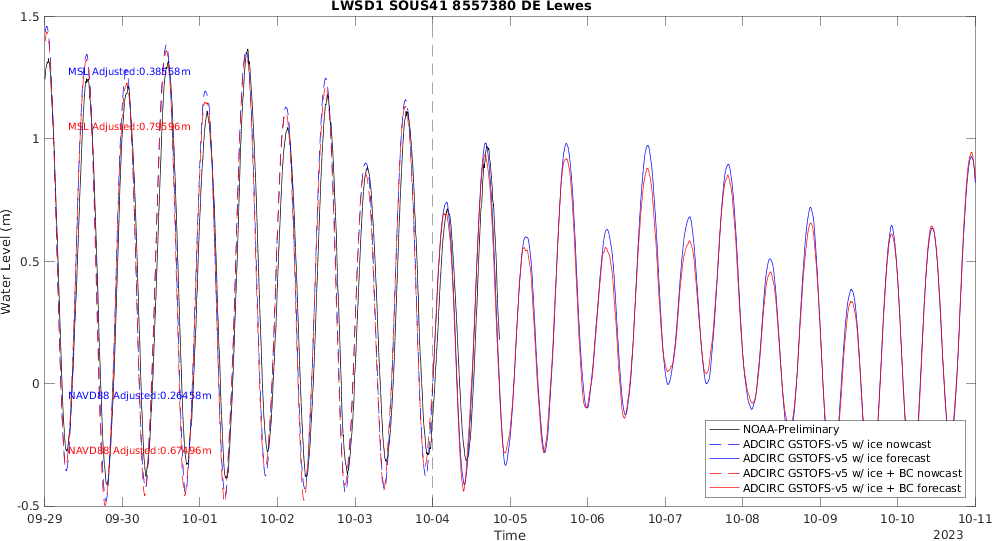 LWSD1 SOUS41 8557380 DE Lewes
1.5
1
0.5
0
-0.5
Water Level (m)
MSL Adjusted:0.38558m
MSL Adjusted:0.79596m
NAVD88 Adjusted:0.26458m
NAVD88 Adjusted:0.67496m
NOAA-Preliminary
ADCIRC GSTOFS-v5 w/ ice nowcast
ADCIRC GSTOFS-v5 w/ ice forecast
ADCIRC GSTOFS-v5 w/ ice + BC nowcast
ADCIRC GSTOFS-v5 w/ ice + BC forecast
09-29 09-30 10-01 10-02 10-03 10-04 10-05 10-06 10-07 10-08 10-09 10-10 10-11
Time
2023